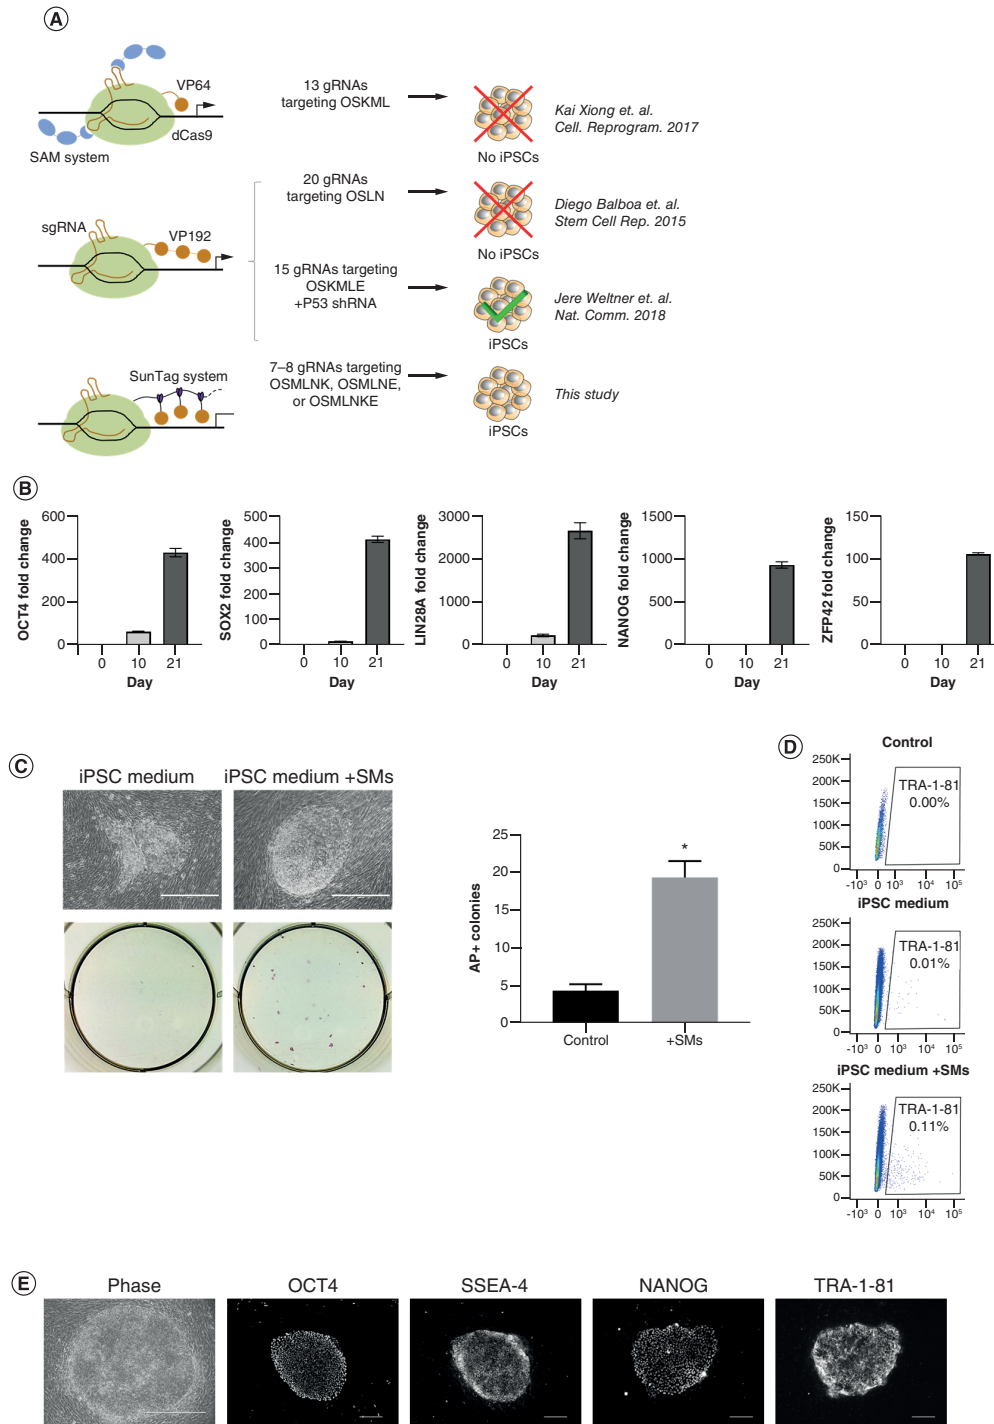 A
VP64
dCas9
SAM system
13 gRNAs
targeting OSKML
No iPSCs
Kai Xiong et. al.
Cell. Reprogram. 2017
sgRNA
VP192
20 gRNAs
targeting OSLN
No iPSCs
Diego Balboa et. al.
Stem Cell Rep. 2015
15 gRNAs targeting
OSKMLE
+P53 shRNA
iPSCs
Jere Weltner et. al.
Nat. Comm. 2018
SunTag system
7–8 gRNAs targeting
OSMLNK, OSMLNE,
or OSMLNKE
iPSCs
This study
B
OCT4 fold change
600
400
200
0
0 10 21
Day
SOX2 fold change
500
400
300
200
100
0
0 10 21
Day
LIN28A fold change
3000
2000
1000
0
0 10 21
Day
NANOG fold change
1500
1000
500
0
0 10 21
Day
ZFP42 fold change
150
100
50
0
0 10 21
Day
C
iPSC medium
iPSC medium +SMs
AP+ colonies
25
20
15
10
5
0
*
Control
+SMs
D
Control
250K
200K
150K
100K
50K
0
TRA-1-81
0.00%
-10³ 0 10³ 10⁴ 10⁵
iPSC medium
250K
200K
150K
100K
50K
0
TRA-1-81
0.01%
-10³ 0 10³ 10⁴ 10⁵
iPSC medium +SMs
250K
200K
150K
100K
50K
0
TRA-1-81
0.11%
-10³ 0 10³ 10⁴ 10⁵
E
Phase
OCT4
SSEA-4
NANOG
TRA-1-81